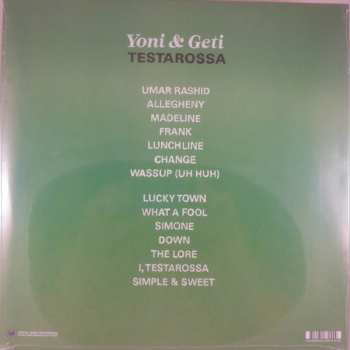 Yoni & Geti
TESTAROSSA
UMAR RASHID
ALLEGHENY
MADELINE
FRANK
LUNCHLINE
CHANGE
WASSUP (UH HUH)
LUCKY TOWN
WHAT A FOOL
SIMONE
DOWN
THE LORE
I, TESTAROSSA
SIMPLE & SWEET